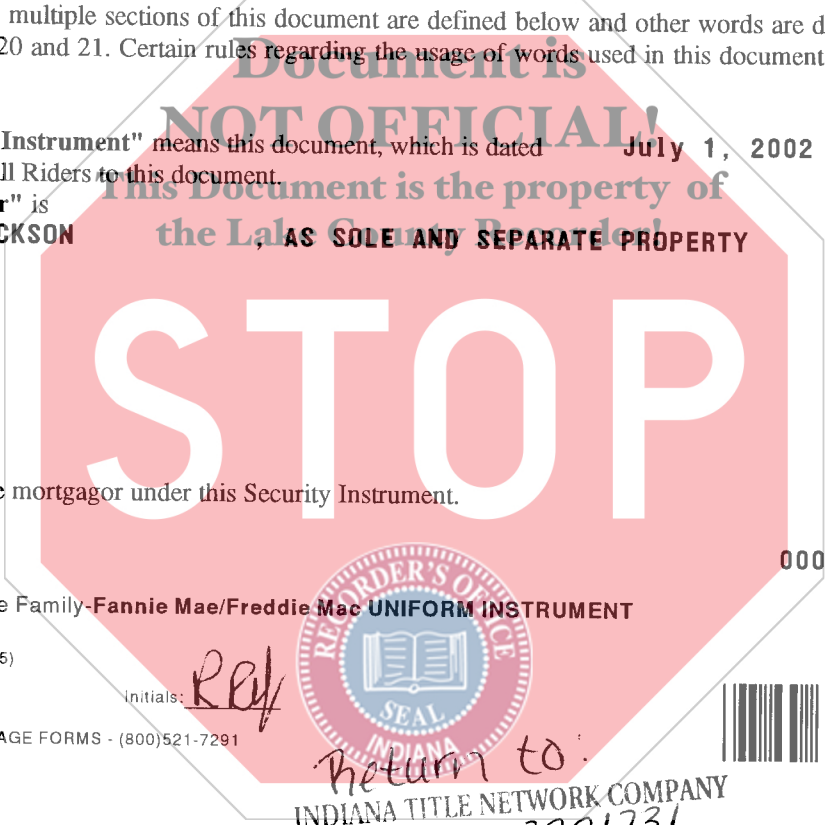 multiple sections of this document are defined below and other words are d
20 and 21. Certain rules regarding the usage of words used in this document
Document is
NOT OFFICIAL!
Instrument" means this document, which is dated July 1, 2002
ll Riders to this document.
This Document is the property of
r" is
the Lake County Recorder!
CKSON , AS SOLE AND SEPARATE PROPERTY
STOP
e mortgagor under this Security Instrument.
000
RECORDER'S OFFICE
e Family-Fannie Mae/Freddie Mac UNIFORM INSTRUMENT
5)
Initials:
SEAL
INDIANA
AGE FORMS - (800)521-7291
Return to:
INDIANA TITLE NETWORK COMPANY